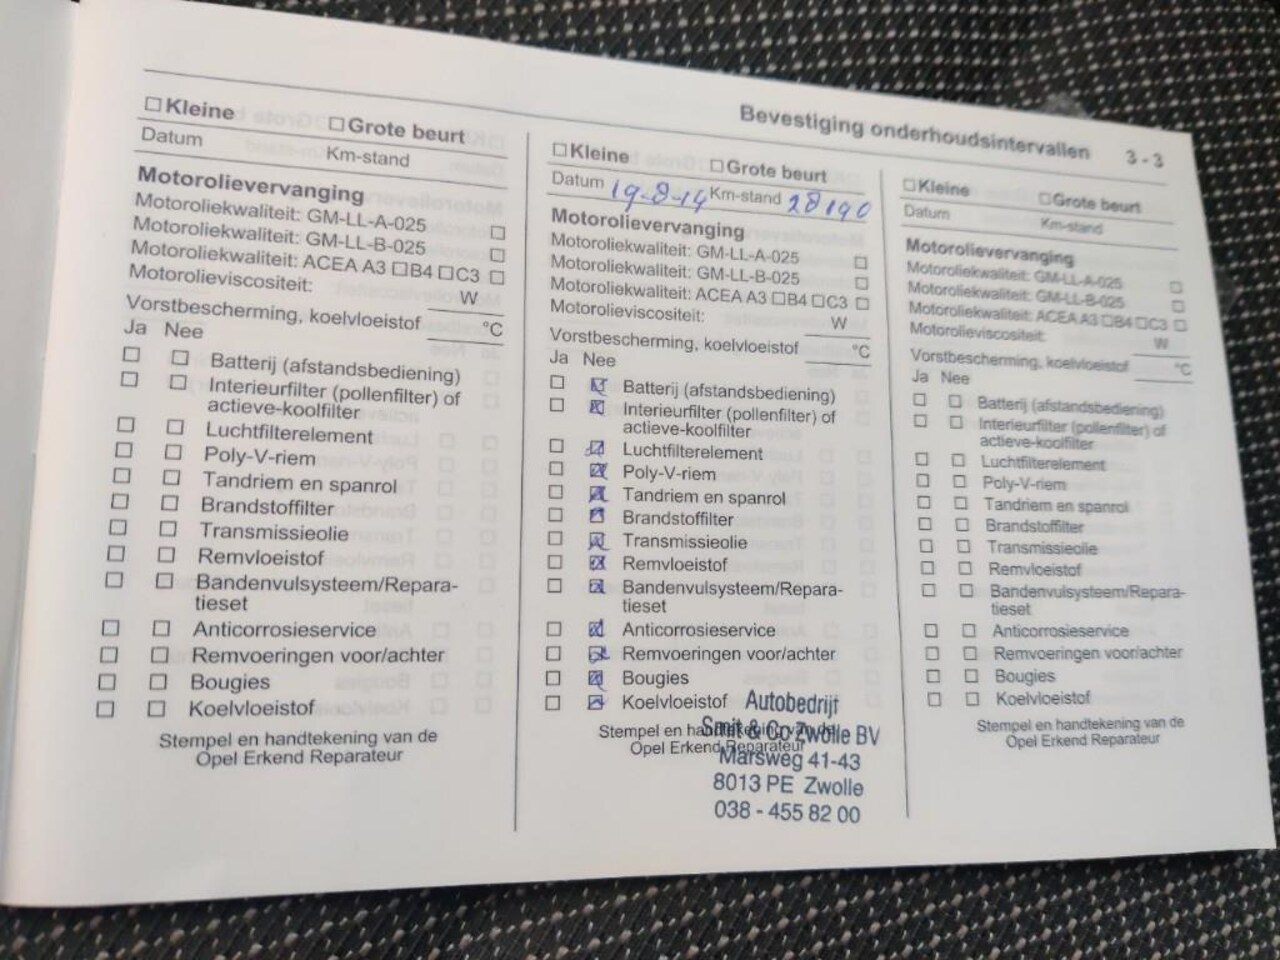 Bevestiging onderhoudsintervallen 3 - 3
Kleine Grote beurt
Datum Km-stand
Motorolievervanging
Motoroliekwaliteit: GM-LL-A-025
Motoroliekwaliteit: GM-LL-B-025
Motoroliekwaliteit: ACEA A3 B4 C3
Motorolieviscositeit: W
Vorstbescherming, koelvloeistof °C
Ja Nee
Batterij (afstandsbediening)
Interieurfilter (pollenfilter) of
actieve-koolfilter
Luchtfilterelement
Poly-V-riem
Tandriem en spanrol
Brandstoffilter
Transmissieolie
Remvloeistof
Bandenvulsysteem/Repara-
tieset
Anticorrosieservice
Remvoeringen voor/achter
Bougies
Koelvloeistof
Stempel en handtekening van de
Opel Erkend Reparateur
Kleine Grote beurt
Datum 19-8-14 Km-stand 28190
Motorolievervanging
Motoroliekwaliteit: GM-LL-A-025
Motoroliekwaliteit: GM-LL-B-025
Motoroliekwaliteit: ACEA A3 B4 C3
Motorolieviscositeit: W
Vorstbescherming, koelvloeistof °C
Ja Nee
Batterij (afstandsbediening)
Interieurfilter (pollenfilter) of
actieve-koolfilter
Luchtfilterelement
Poly-V-riem
Tandriem en spanrol
Brandstoffilter
Transmissieolie
Remvloeistof
Bandenvulsysteem/Repara-
tieset
Anticorrosieservice
Remvoeringen voor/achter
Bougies
Koelvloeistof
Stempel en handtekening van de
Opel Erkend Reparateur
Autobedrijf
Smit & Co Zwolle BV
Marsweg 41-43
8013 PE Zwolle
038 - 455 82 00
Kleine Grote beurt
Datum Km-stand
Motorolievervanging
Motoroliekwaliteit: GM-LL-A-025
Motoroliekwaliteit: GM-LL-B-025
Motoroliekwaliteit: ACEA A3 B4 C3
Motorolieviscositeit: W
Vorstbescherming, koelvloeistof °C
Ja Nee
Batterij (afstandsbediening)
Interieurfilter (pollenfilter) of
actieve-koolfilter
Luchtfilterelement
Poly-V-riem
Tandriem en spanrol
Brandstoffilter
Transmissieolie
Remvloeistof
Bandenvulsysteem/Repara-
tieset
Anticorrosieservice
Remvoeringen voor/achter
Bougies
Koelvloeistof
Stempel en handtekening van de
Opel Erkend Reparateur